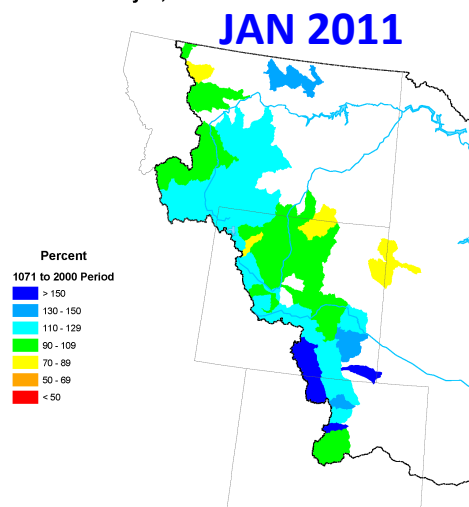 JAN 2011
Percent
1071 to 2000 Period
> 150
130 - 150
110 - 129
90 - 109
70 - 89
50 - 69
< 50